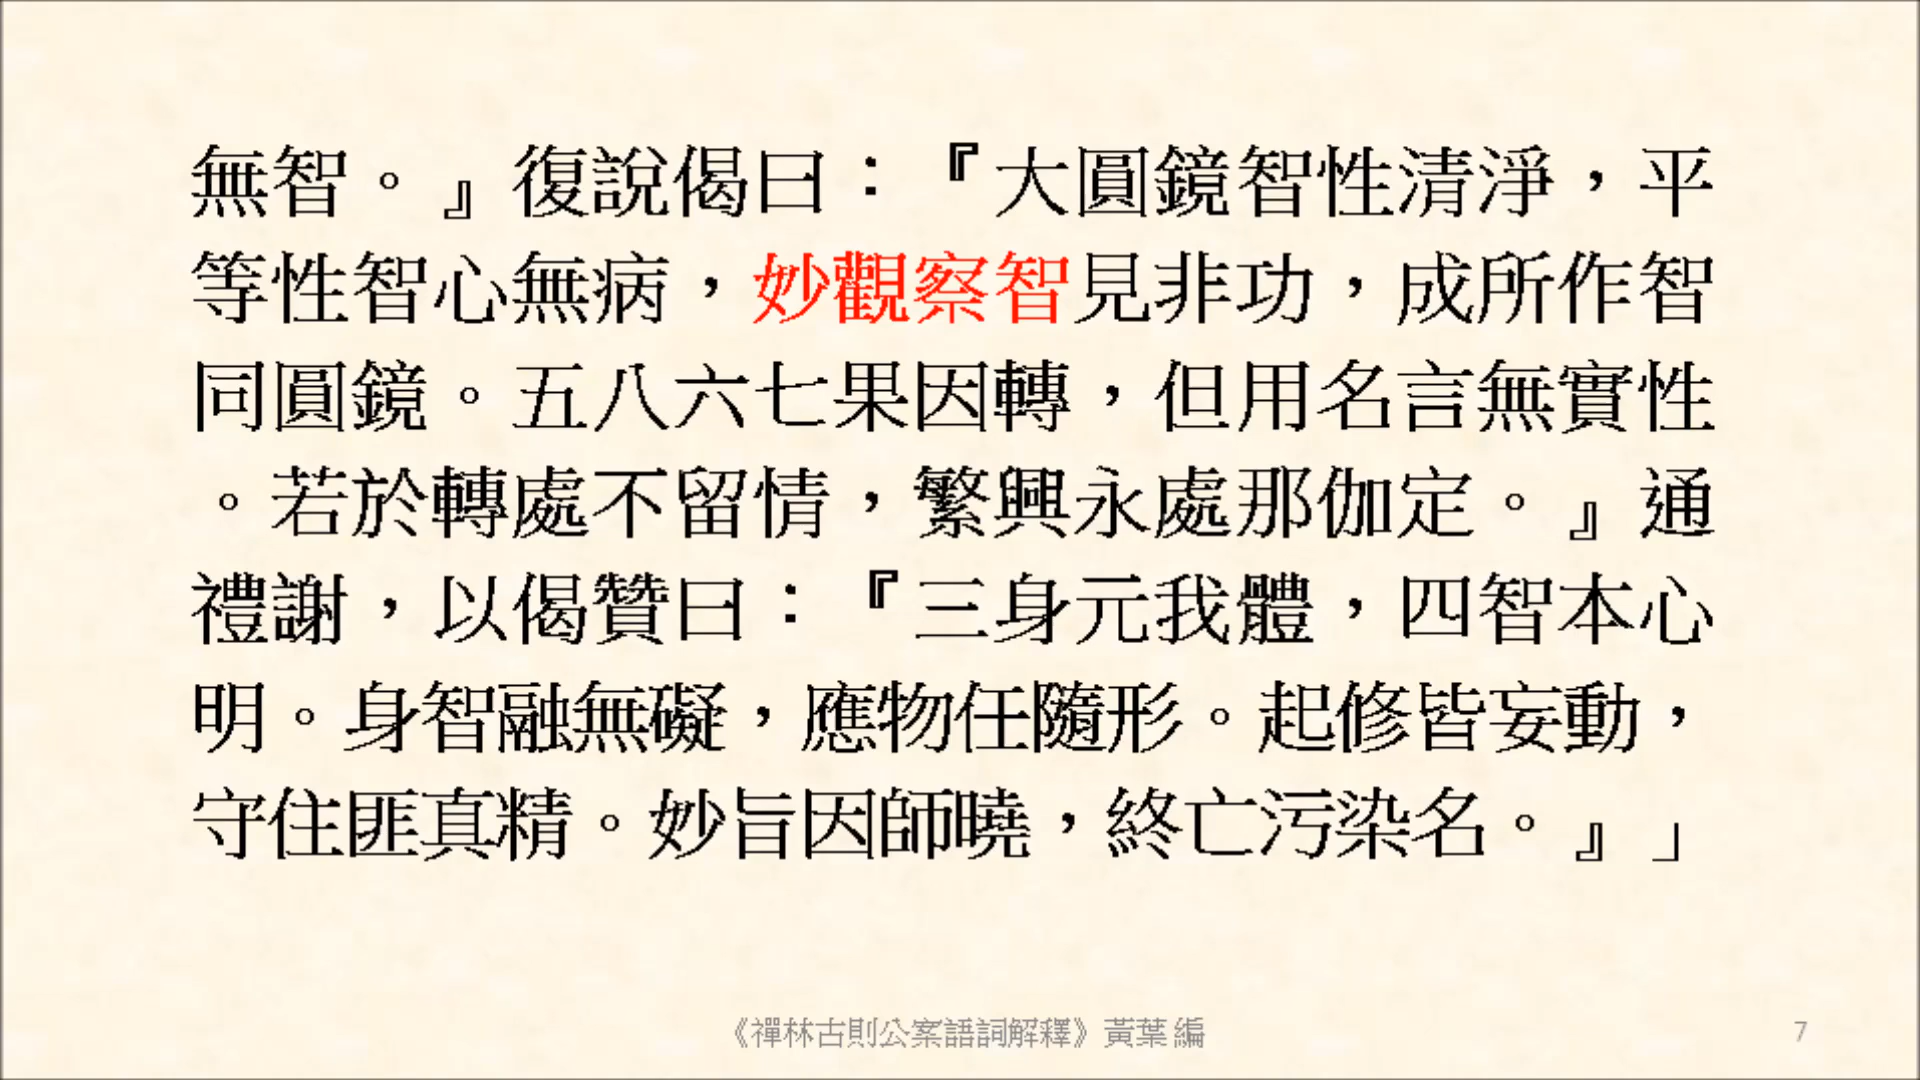 無智。』復說偈曰：『大圓鏡智性清淨，平
等性智心無病，妙觀察智見非功，成所作智
同圓鏡。五八六七果因轉，但用名言無實性
。若於轉處不留情，繁興永處那伽定。』通
禮謝，以偈贊曰：『三身元我體，四智本心
明。身智融無礙，應物任隨形。起修皆妄動，
守住匪真精。妙旨因師曉，終亡污染名。』」
《禪林古則公案語詞解釋》黃葉 編
7